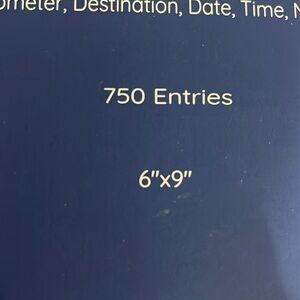 Destination, Date, Time,
750 Entries
6"x9"